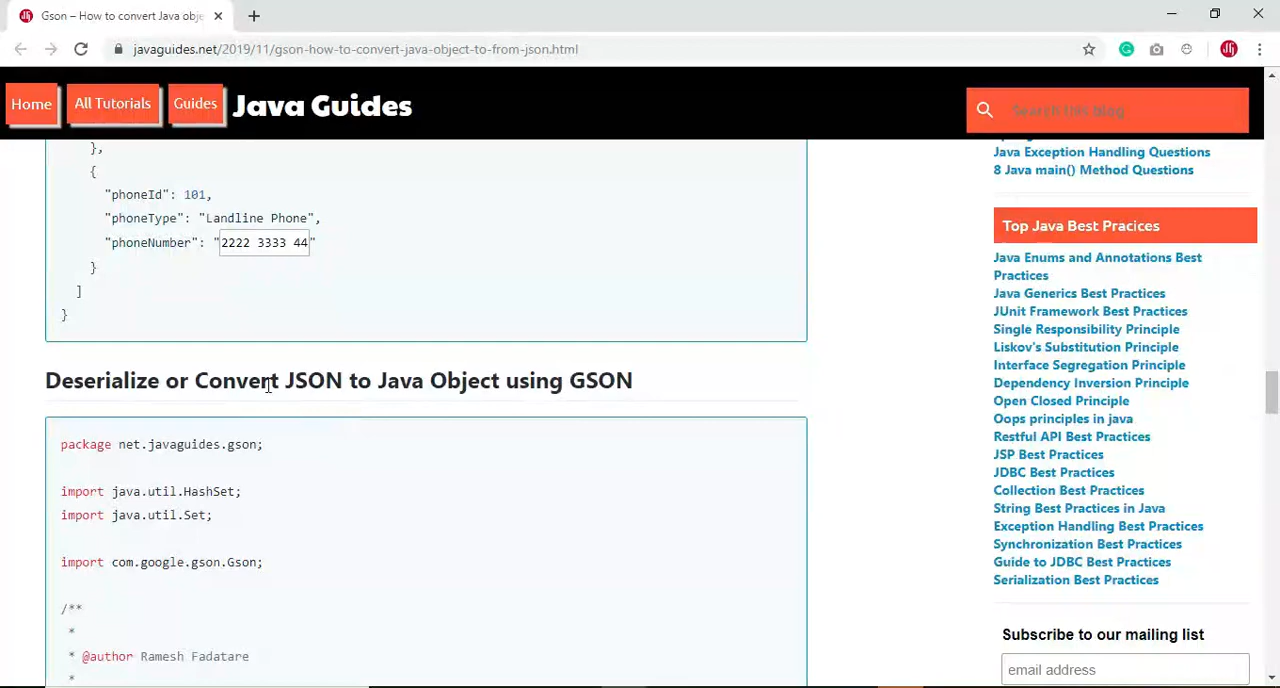 Gson – How to convert Java obje
javaguides.net/2019/11/gson-how-to-convert-java-object-to-from-json.html
Home
All Tutorials
Guides
Java Guides
Search this blog
},
{
"phoneId": 101,
"phoneType": "Landline Phone",
"phoneNumber": "2222 3333 44"
}
]
}
Deserialize or Convert JSON to Java Object using GSON
package net.javaguides.gson;
import java.util.HashSet;
import java.util.Set;
import com.google.gson.Gson;
/**
*
* @author Ramesh Fadatare
*
Java Exception Handling Questions
8 Java main() Method Questions
Top Java Best Pracices
Java Enums and Annotations Best
Practices
Java Generics Best Practices
JUnit Framework Best Practices
Single Responsibility Principle
Liskov's Substitution Principle
Interface Segregation Principle
Dependency Inversion Principle
Open Closed Principle
Oops principles in java
Restful API Best Practices
JSP Best Practices
JDBC Best Practices
Collection Best Practices
String Best Practices in Java
Exception Handling Best Practices
Synchronization Best Practices
Guide to JDBC Best Practices
Serialization Best Practices
Subscribe to our mailing list
email address